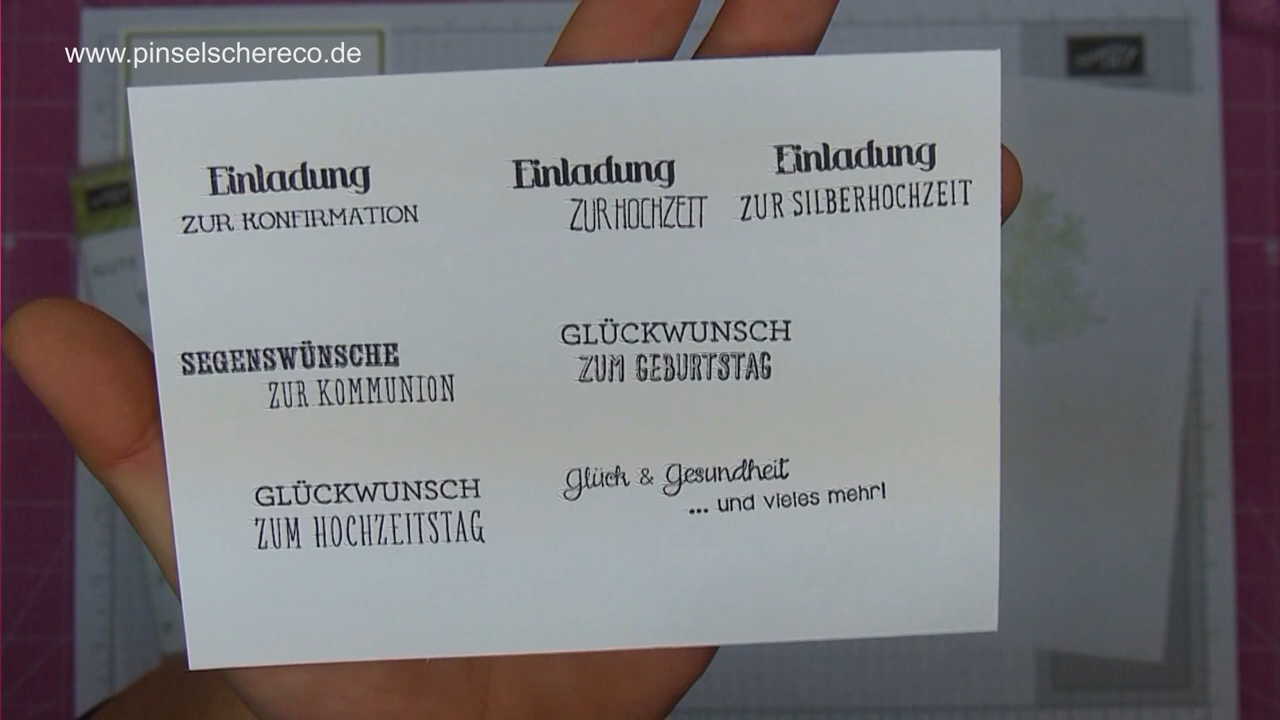 www.pinselschereco.de
Einladung
ZUR KONFIRMATION
Einladung
ZUR HOCHZEIT
Einladung
ZUR SILBERHOCHZEIT
SEGENSWÜNSCHE
ZUR KOMMUNION
GLÜCKWUNSCH
ZUM GEBURTSTAG
GLÜCKWUNSCH
ZUM HOCHZEITSTAG
Glück & Gesundheit
... und vieles mehr!